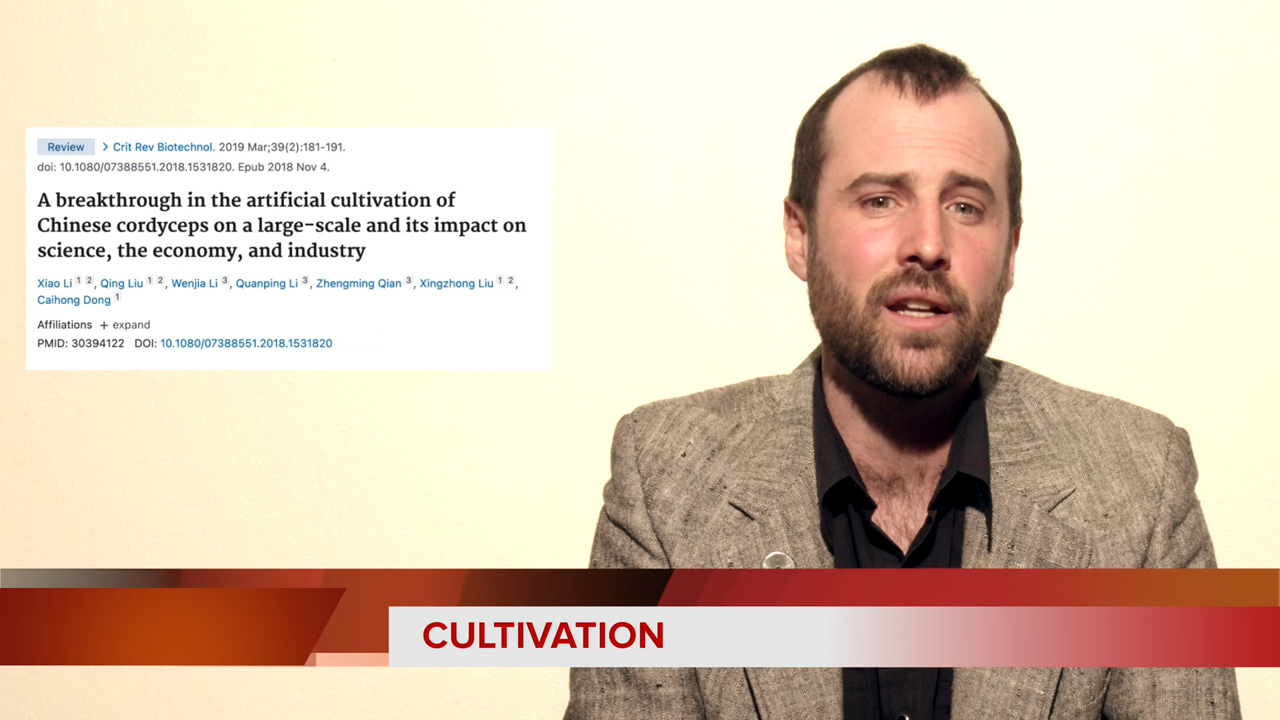 Review > Crit Rev Biotechnol. 2019 Mar;39(2):181-191.
doi: 10.1080/07388551.2018.1531820. Epub 2018 Nov 4.
A breakthrough in the artificial cultivation of
Chinese cordyceps on a large-scale and its impact on
science, the economy, and industry
Xiao Li 1 2, Qing Liu 1 2, Wenjia Li 3, Quanping Li 3, Zhengming Qian 3, Xingzhong Liu 1 2,
Caihong Dong 1
Affiliations + expand
PMID: 30394122 DOI: 10.1080/07388551.2018.1531820
CULTIVATION